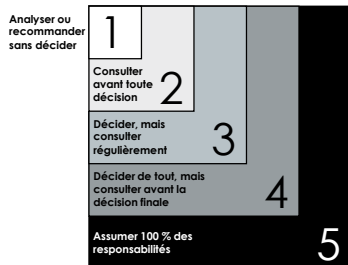 Analyser ou
recommander
sans décider
1
Consulter
avant toute
décision
2
Décider, mais
consulter
régulièrement
3
Décider de tout, mais
consulter avant la
décision finale
4
Assumer 100 % des
responsabilités
5